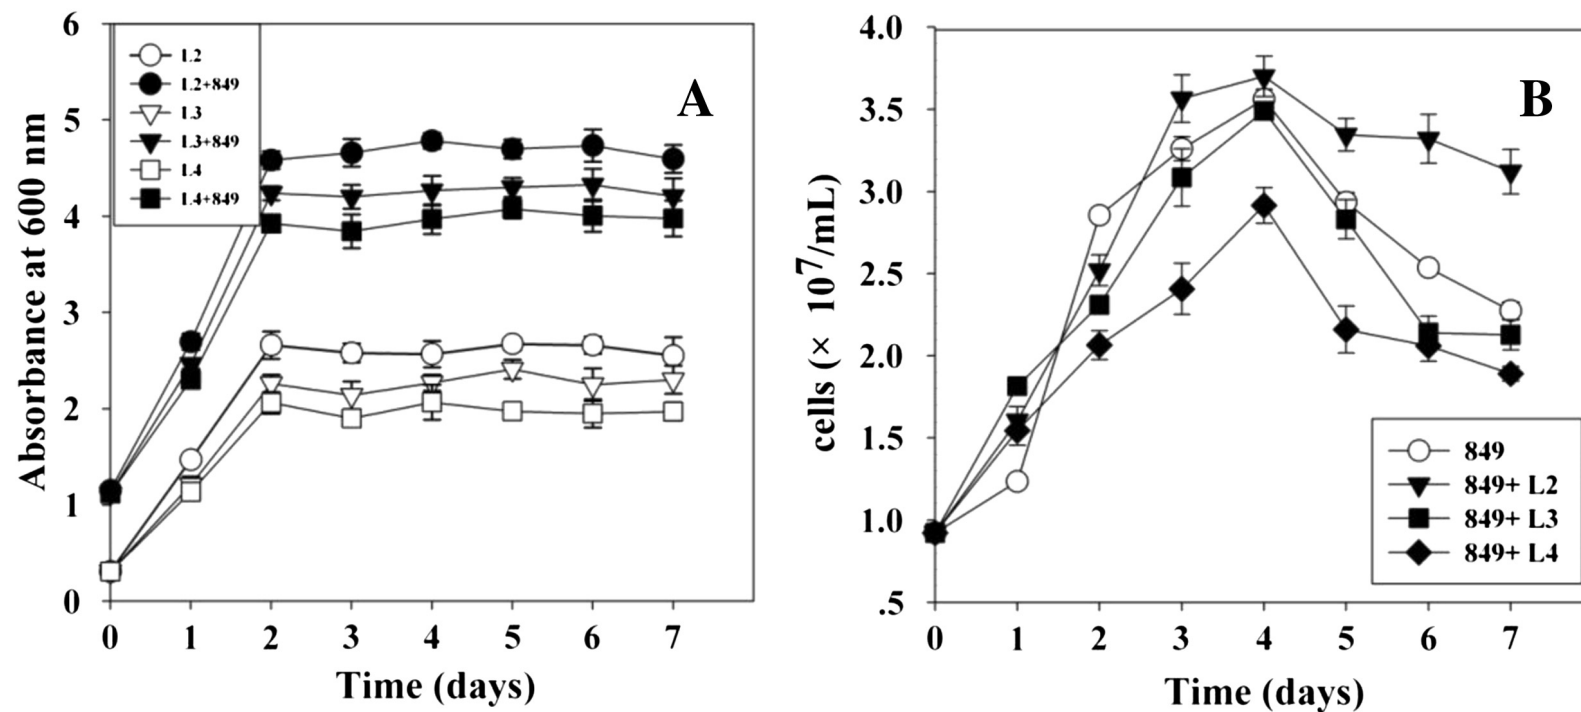 A
6
5
4
3
2
1
0
Absorbance at 600 nm
L2
L2+849
L3
L3+849
L4
L4+849
0 1 2 3 4 5 6 7
Time (days)
B
4.0
3.5
3.0
2.5
2.0
1.5
1.0
.5
cells (× 10⁷/mL)
849
849+ L2
849+ L3
849+ L4
0 1 2 3 4 5 6 7
Time (days)